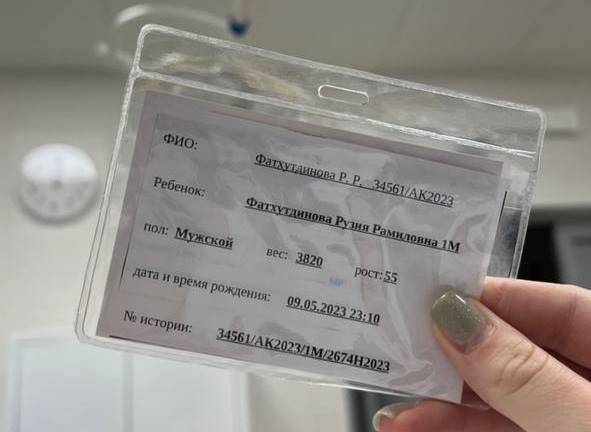 ФИО: Фатхутдинова Р. Р. 34561/АК2023
Ребенок: Фатхутдинова Рузия Рамиловна 1М
пол: Мужской вес: 3820 рост: 55
дата и время рождения: 09.05.2023 23:10
№ истории: 34561/АК2023/1М/2674Н2023